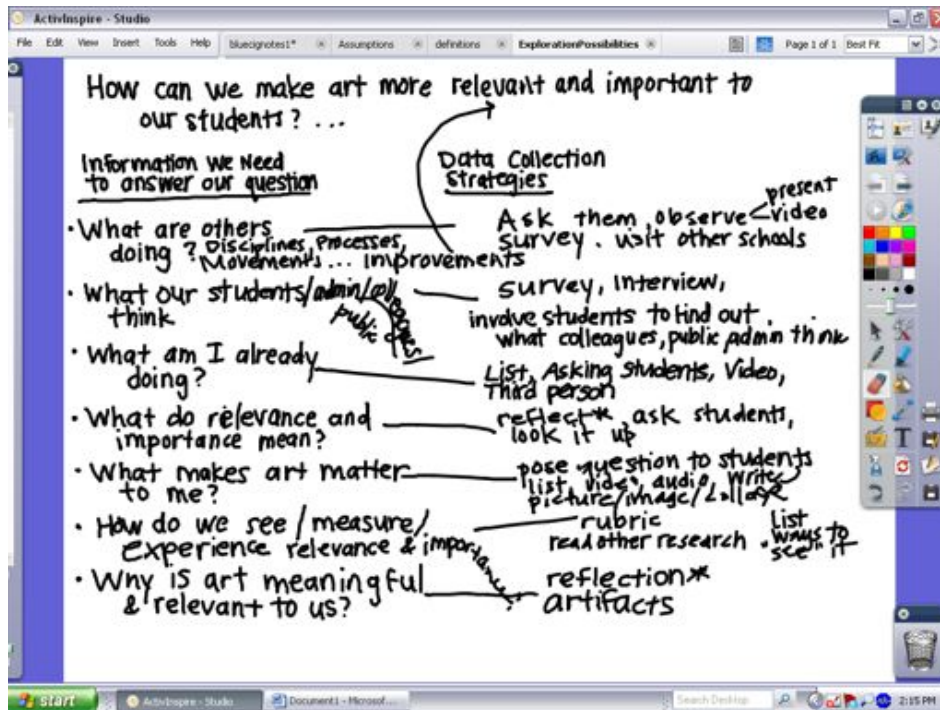 ActivInspire - Studio
File Edit View Insert Tools Help bluecignotes1* Assumptions definitions ExplorationPossibilities Page 1 of 1 Best Fit
How can we make art more relevant and important to
our students? ...
Information we Need
to answer our question
Data Collection
Strategies
• What are others
doing? Disciplines, Processes,
Movements... improvements
Ask them, observe present
video
survey. visit other schools
• What our students/admin/coll
public
think
survey, Interview,
involve students to find out.
what colleagues, public, admin think
• What am I already
doing?
List, Asking students, Video,
Third person
• What do relevance and
importance mean?
reflect*, ask students,
look it up
• What makes art matter
to me?
pose question to students
list, video, audio, write
picture/image/collage
• How do we see/measure/
experience relevance & importance
rubric
read other research • List
ways to
"see" it
• Why is art meaningful
& relevant to us?
reflection*
artifacts
start ActivInspire - Studio Document1 - Microsof... Search Desktop 2:15 PM